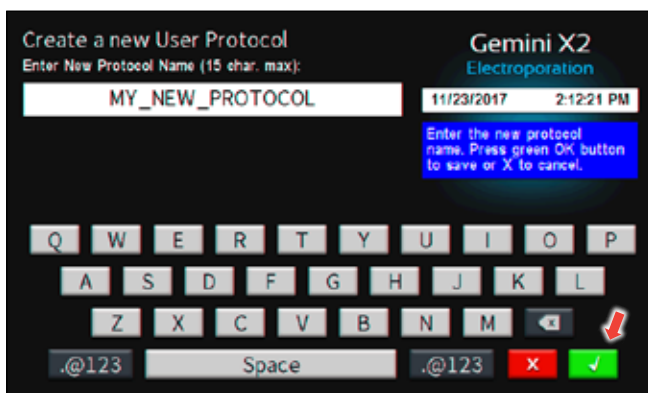 Create a new User Protocol
Enter New Protocol Name (15 char. max):
MY_NEW_PROTOCOL
Gemini X2
Electroporation
11/23/2017 2:12:21 PM
Enter the new protocol
name. Press green OK button
to save or X to cancel.
Q W E R T Y U I O P
A S D F G H J K L
Z X C V B N M
.@123 Space .@123 X √